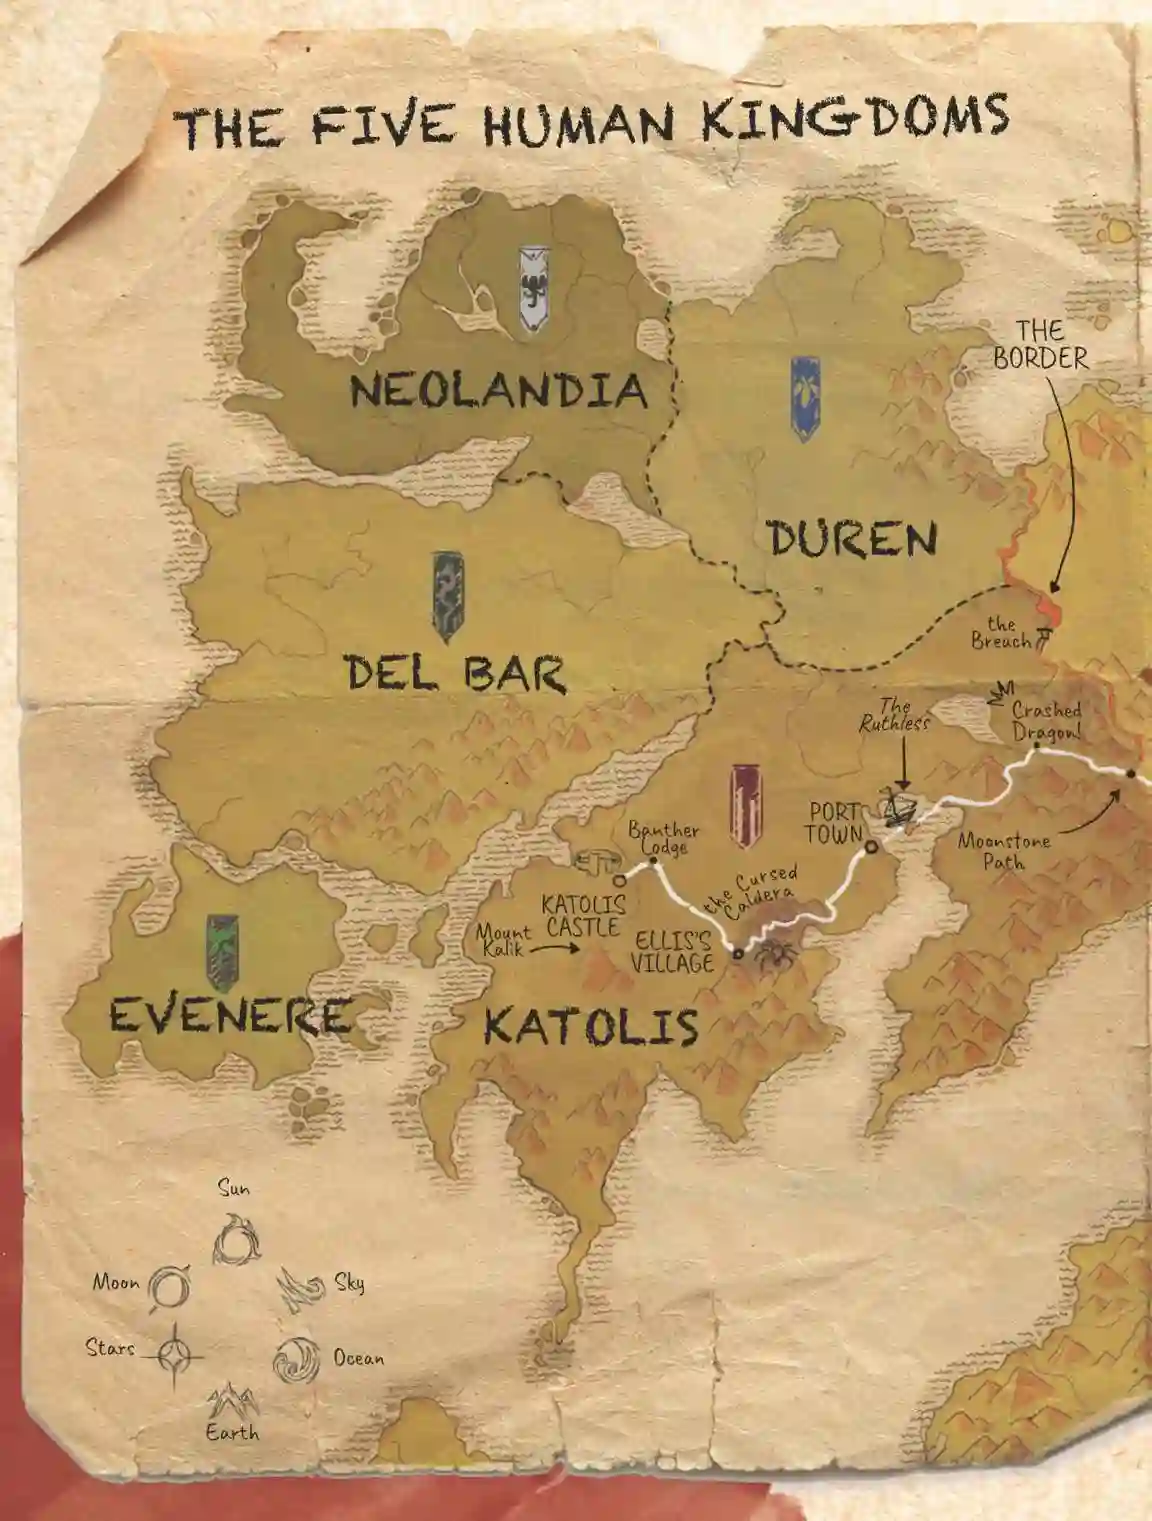 THE FIVE HUMAN KINGDOMS
THE
BORDER
NEOLANDIA
DUREN
the
Breach
DEL BAR
The
Ruthless
Crashed
Dragon!
PORT
TOWN
Banther
Lodge
Moonstone
Path
the Cursed
Caldera
KATOLIS
CASTLE
Mount
Kalik
ELLIS'S
VILLAGE
EVENERE
KATOLIS
Sun
Moon
Sky
Stars
Ocean
Earth